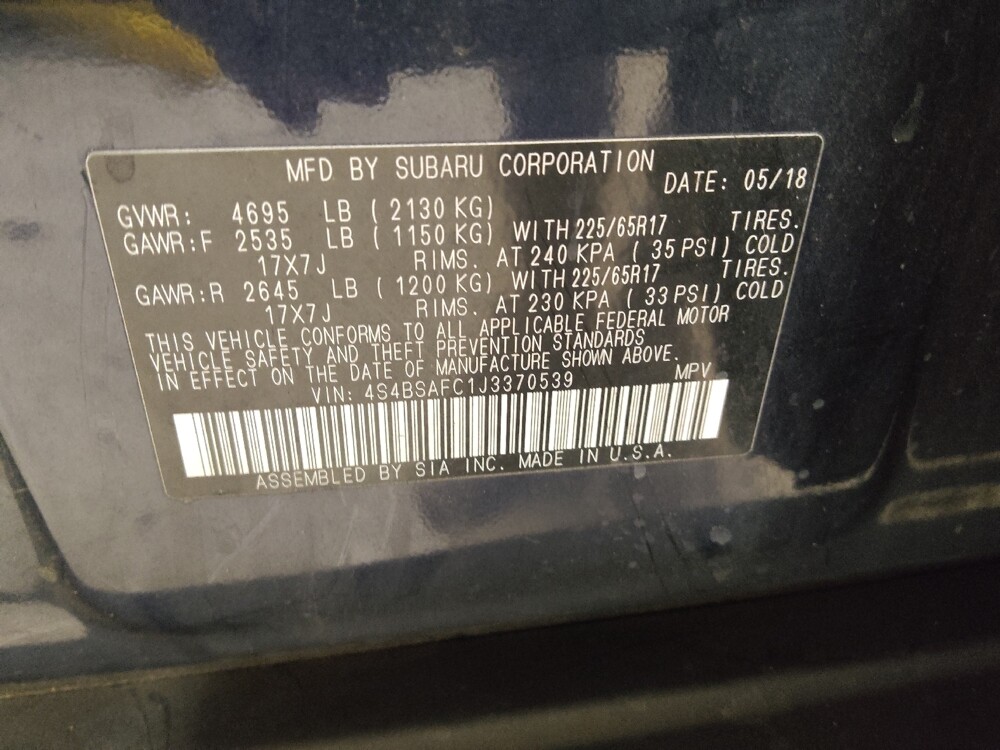 MFD BY SUBARU CORPORATION
DATE: 05/18
GVWR: 4695 LB ( 2130 KG)
GAWR:F 2535 LB ( 1150 KG) WITH 225/65R17 TIRES.
17X7J RIMS. AT 240 KPA ( 35 PSI) COLD
GAWR:R 2645 LB ( 1200 KG) WITH 225/65R17 TIRES.
17X7J RIMS. AT 230 KPA ( 33 PSI) COLD
THIS VEHICLE CONFORMS TO ALL APPLICABLE FEDERAL MOTOR
VEHICLE SAFETY AND THEFT PREVENTION STANDARDS
IN EFFECT ON THE DATE OF MANUFACTURE SHOWN ABOVE.
VIN: 4S4BSAFC1J3370539 MPV
ASSEMBLED BY SIA INC. MADE IN U.S.A.